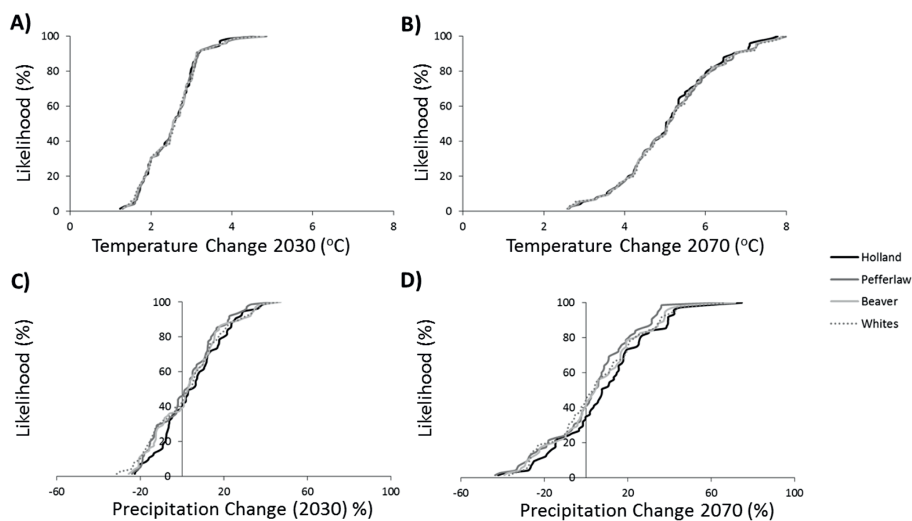 A)
100
80
60
40
20
0
Likelihood (%)
0 2 4 6 8
Temperature Change 2030 (°C)
B)
100
80
60
40
20
0
Likelihood (%)
0 2 4 6 8
Temperature Change 2070 (°C)
C)
100
80
60
40
20
0
Likelihood (%)
-60 -20 20 60 100
Precipitation Change (2030) %)
D)
100
80
60
40
20
0
Likelihood (%)
-60 -20 20 60 100
Precipitation Change 2070 (%)
Holland
Pefferlaw
Beaver
Whites